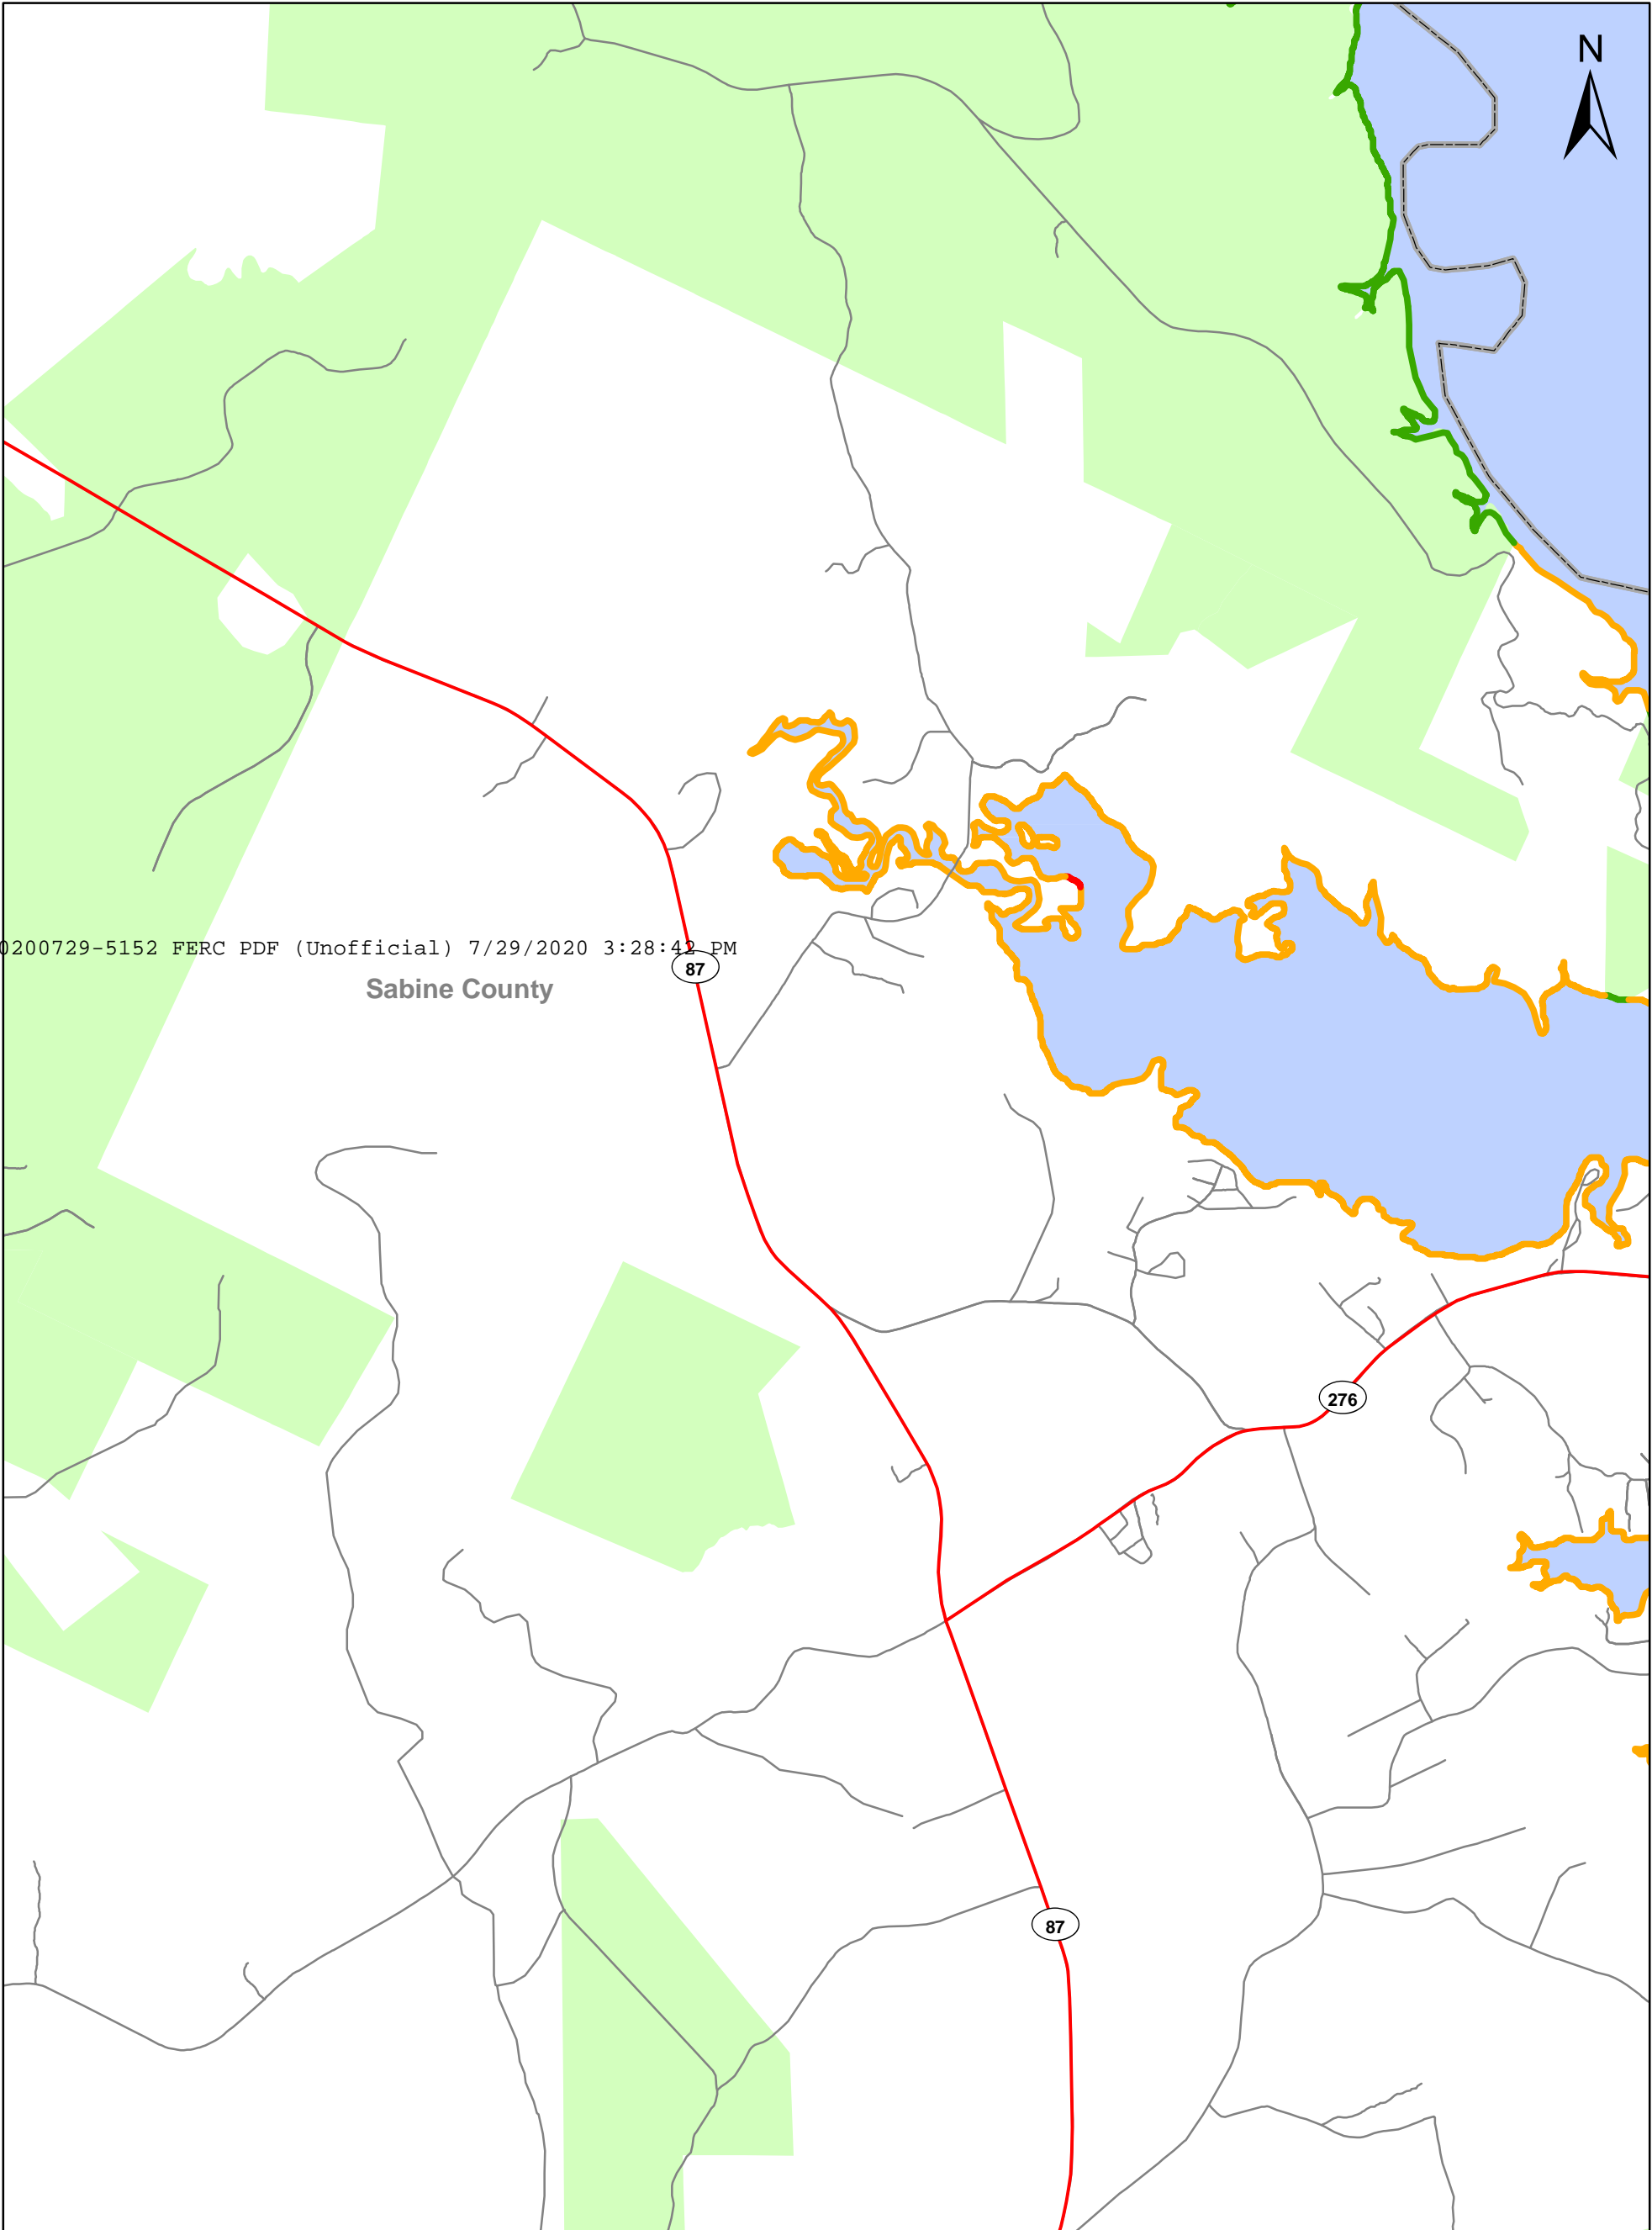 N
0200729-5152 FERC PDF (Unofficial) 7/29/2020 3:28:42 PM
87
Sabine County
276
87